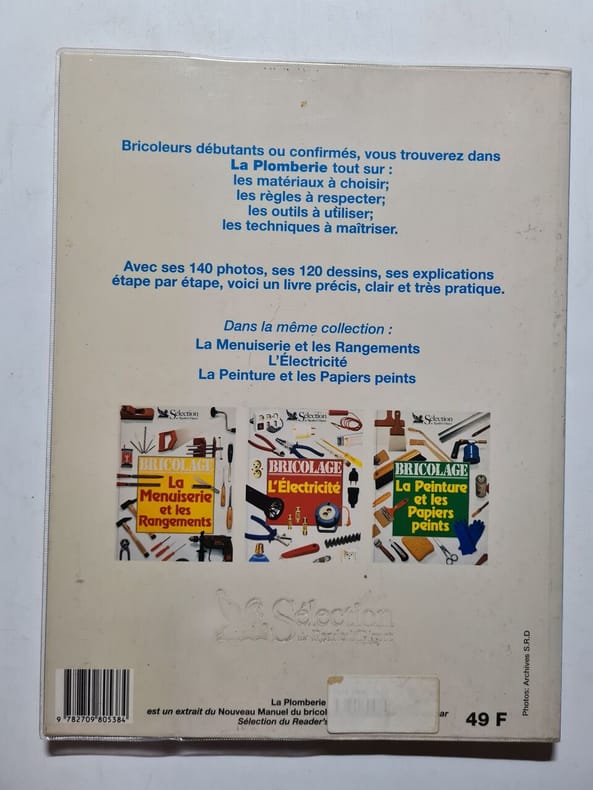 Bricoleurs débutants ou confirmés, vous trouverez dans
La Plomberie tout sur :
les matériaux à choisir;
les règles à respecter;
les outils à utiliser;
les techniques à maîtriser.
Avec ses 140 photos, ses 120 dessins, ses explications
étape par étape, voici un livre précis, clair et très pratique.
Dans la même collection :
La Menuiserie et les Rangements
L'Électricité
La Peinture et les Papiers peints
Sélection
BRICOLAGE
La
Menuiserie
et les
Rangements
Sélection
BRICOLAGE
L'Électricité
Sélection
BRICOLAGE
La Peinture
et les
Papiers
peints
Sélection
du Reader's Digest
Photos: Archives S.R.D
La Plomberie
est un extrait du Nouveau Manuel du bricol
Sélection du Reader's
ar
49 F
9 782709 805384